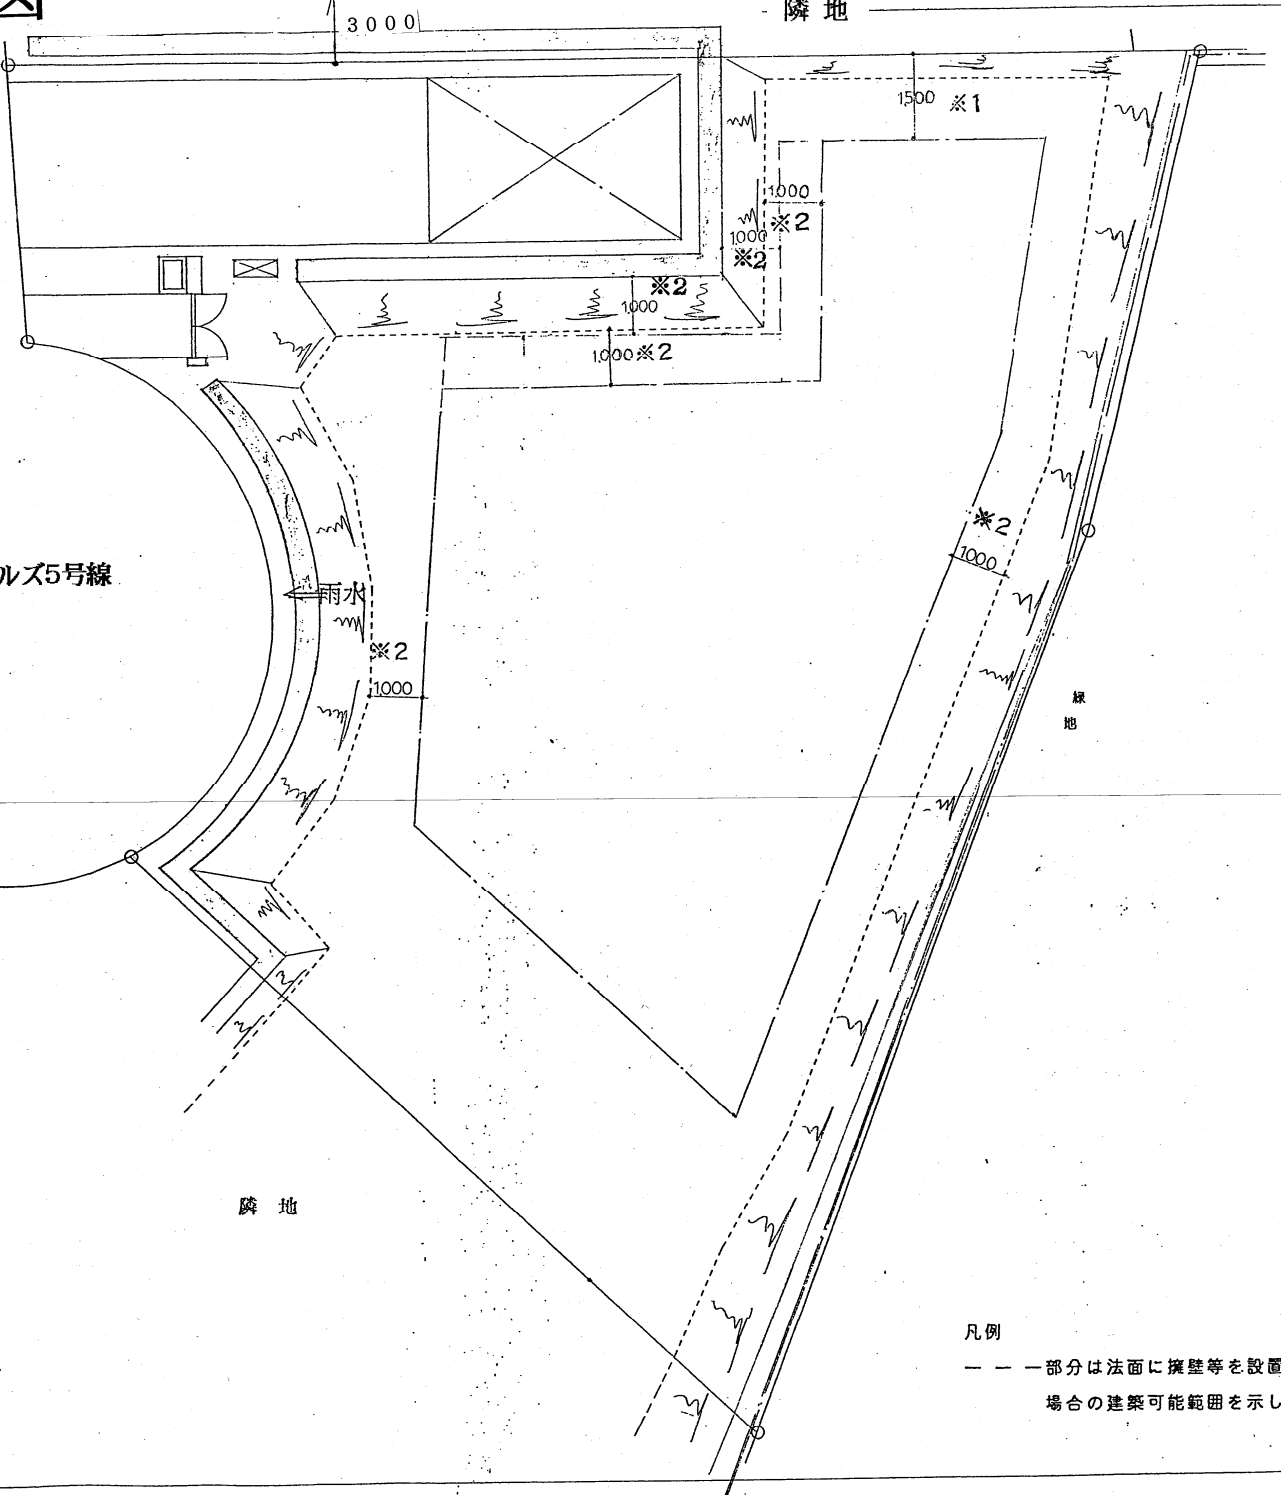 図
隣地
3000
1500 ※1
1000
※2
1000
※2
※2
1000
1000 ※2
※2
1000
ルズ5号線
雨水
※2
1000
緑
地
隣 地
凡例
— — —部分は法面に擁壁等を設置
場合の建築可能範囲を示し